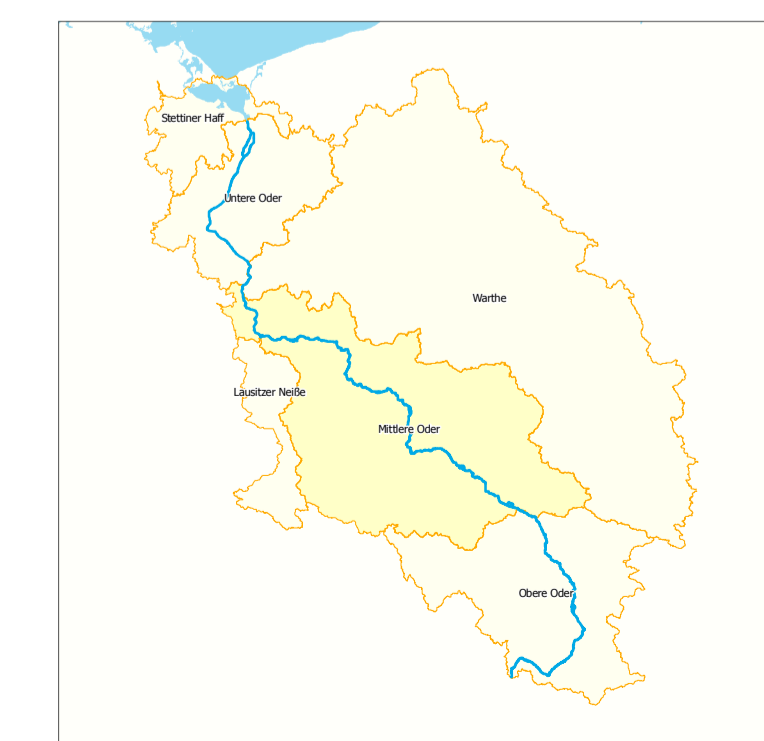 Stettiner Haff
Untere Oder
Warthe
Lausitzer Neiße
Mittlere Oder
Obere Oder